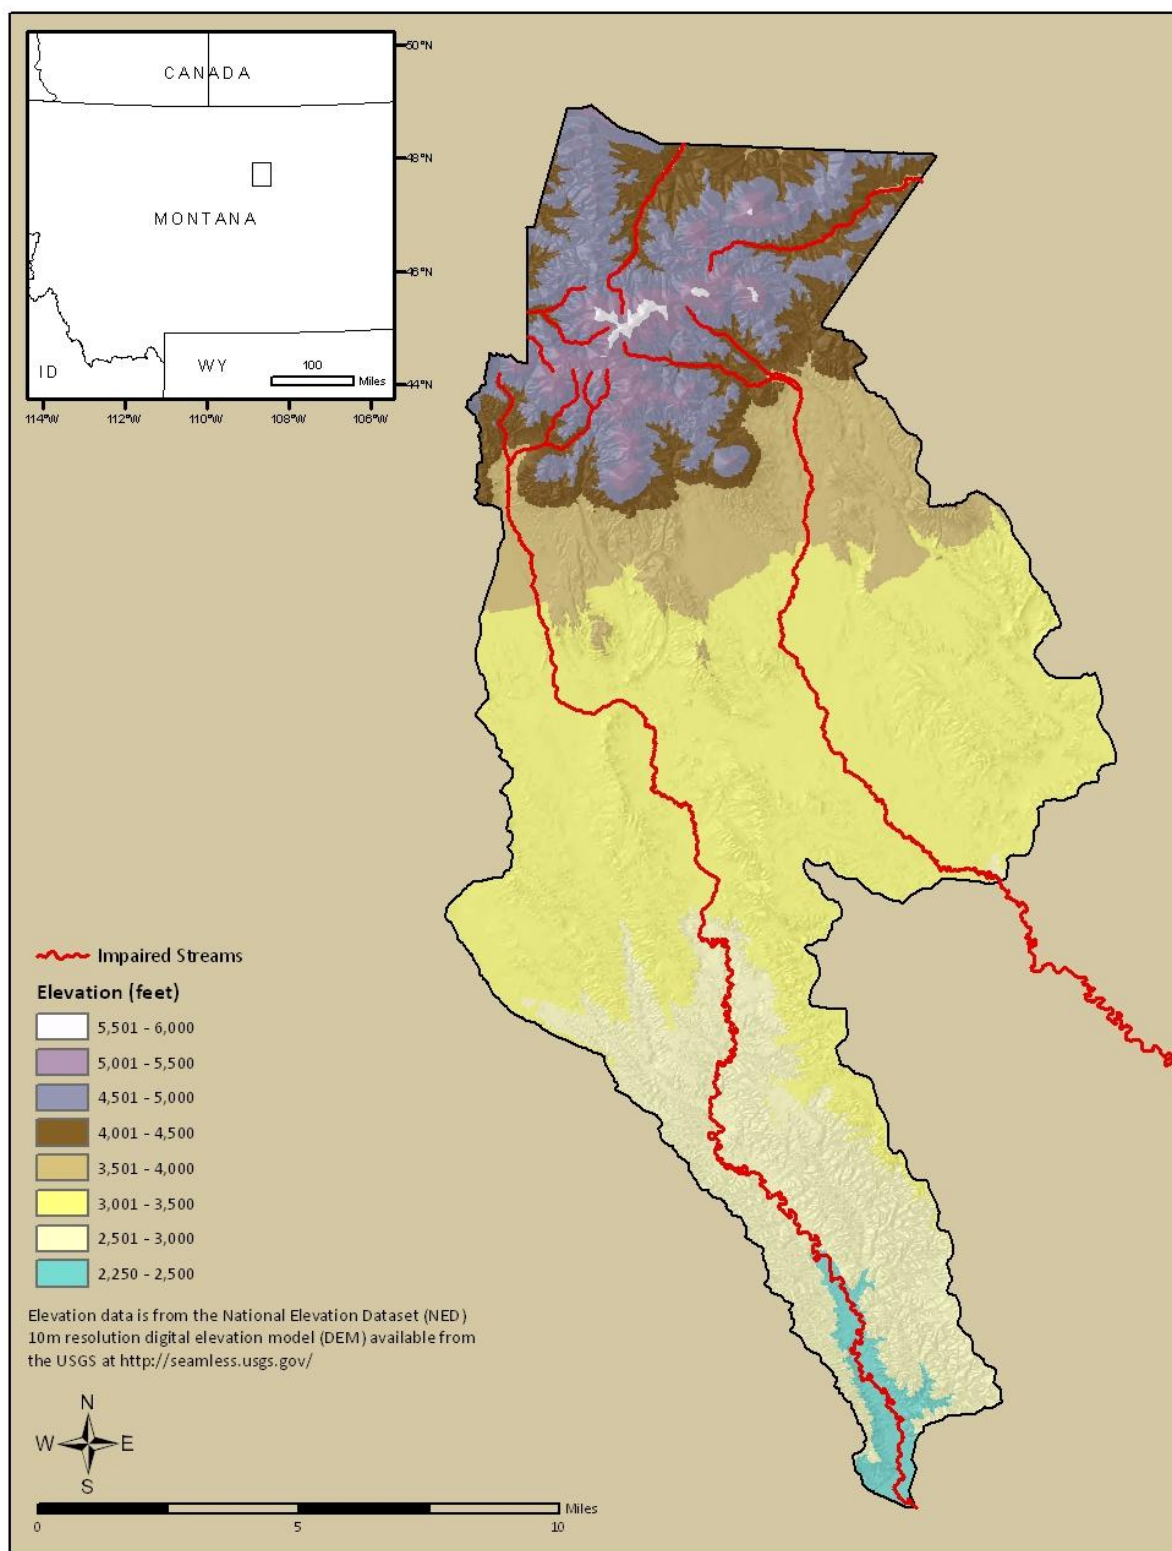 CANADA
MONTANA
ID
WY
100
Miles
50°N
48°N
46°N
44°N
114°W
112°W
110°W
108°W
106°W
Impaired Streams
Elevation (feet)
5,501 - 6,000
5,001 - 5,500
4,501 - 5,000
4,001 - 4,500
3,501 - 4,000
3,001 - 3,500
2,501 - 3,000
2,250 - 2,500
Elevation data is from the National Elevation Dataset (NED)
10m resolution digital elevation model (DEM) available from
the USGS at http://seamless.usgs.gov/
N
W
E
S
Miles
0
5
10